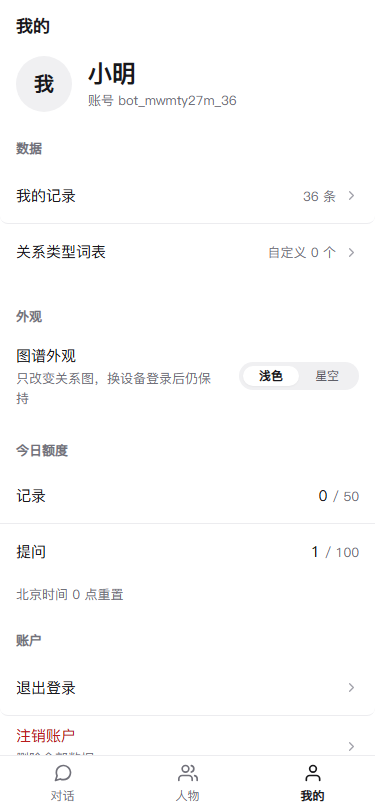 我的
我
小明
账号 bot_mwmty27m_36
数据
我的记录
36 条
关系类型词表
自定义 0 个
外观
图谱外观
只改变关系图，换设备登录后仍保
持
浅色
星空
今日额度
记录
0 / 50
提问
1 / 100
北京时间 0 点重置
账户
退出登录
注销账户
对话
人物
我的